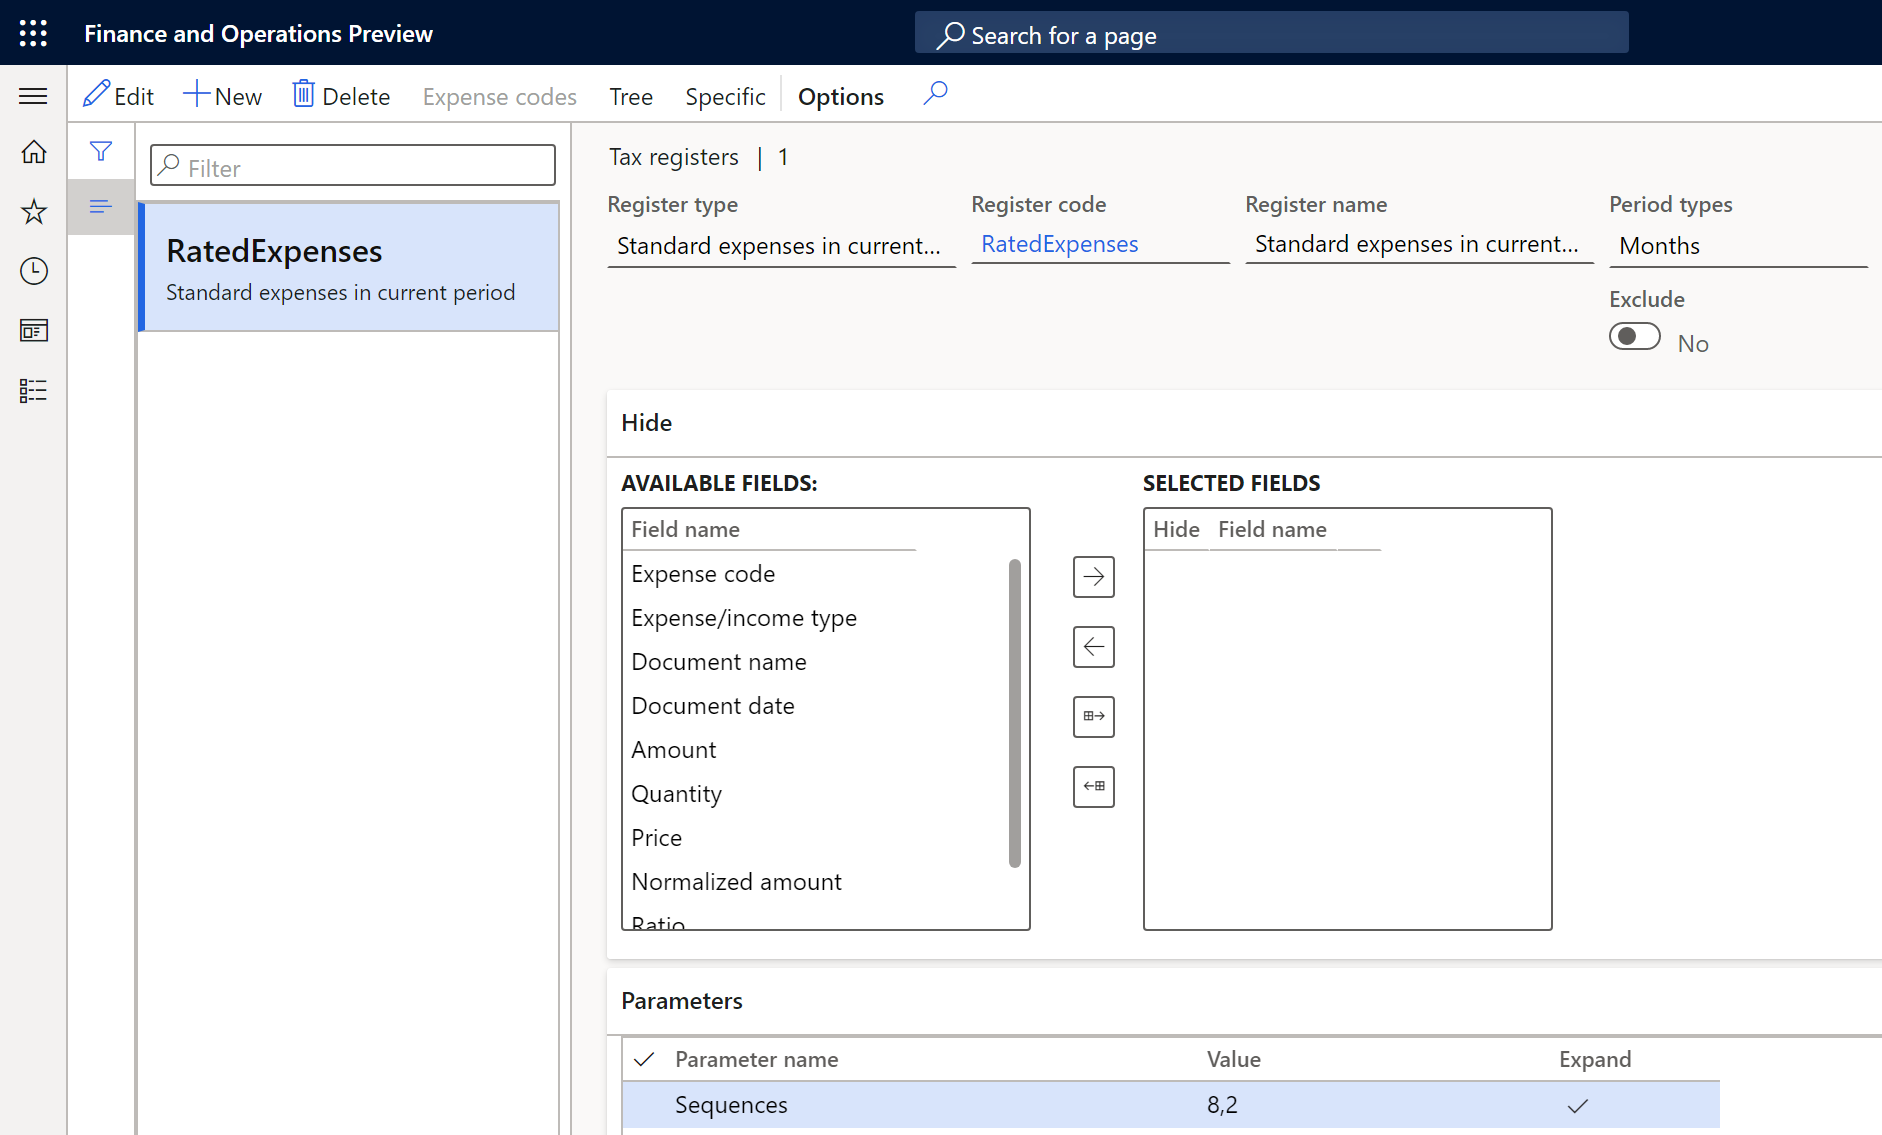 Finance and Operations Preview
Search for a page
Edit New Delete Expense codes Tree Specific Options
Filter
RatedExpenses
Standard expenses in current period
Tax registers | 1
Register type Register code Register name Period types
Standard expenses in current... RatedExpenses Standard expenses in current... Months
Exclude
No
Hide
AVAILABLE FIELDS: SELECTED FIELDS
Field name Hide Field name
Expense code
Expense/income type
Document name
Document date
Amount
Quantity
Price
Normalized amount
Ratio
Parameters
Parameter name Value Expand
Sequences 8,2